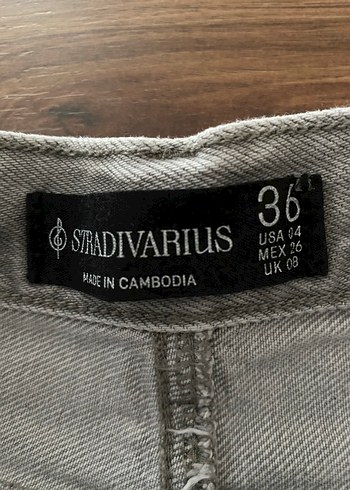 STRADIVARIUS
MADE IN CAMBODIA
36
USA 04
MEX 26
UK 08